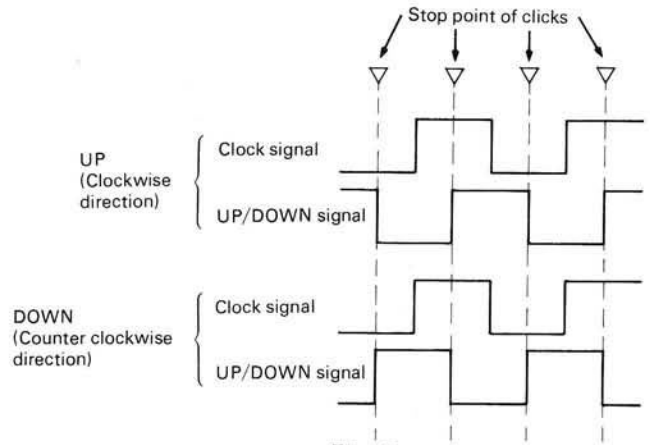 Stop point of clicks
UP
(Clockwise
direction)
Clock signal
UP/DOWN signal
DOWN
(Counter clockwise
direction)
Clock signal
UP/DOWN signal